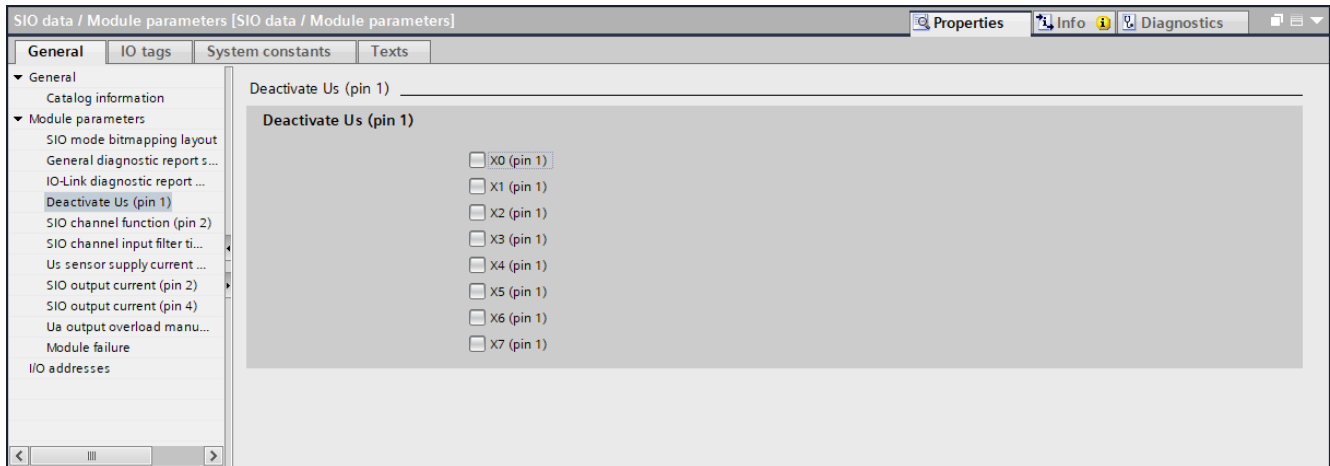 SIO data / Module parameters [SIO data / Module parameters]
Properties
Info
Diagnostics
General
IO tags
System constants
Texts
General
Catalog information
Module parameters
SIO mode bitmapping layout
General diagnostic report s...
IO-Link diagnostic report ...
Deactivate Us (pin 1)
SIO channel function (pin 2)
SIO channel input filter ti...
Us sensor supply current ...
SIO output current (pin 2)
SIO output current (pin 4)
Ua output overload manu...
Module failure
I/O addresses
Deactivate Us (pin 1)
Deactivate Us (pin 1)
X0 (pin 1)
X1 (pin 1)
X2 (pin 1)
X3 (pin 1)
X4 (pin 1)
X5 (pin 1)
X6 (pin 1)
X7 (pin 1)